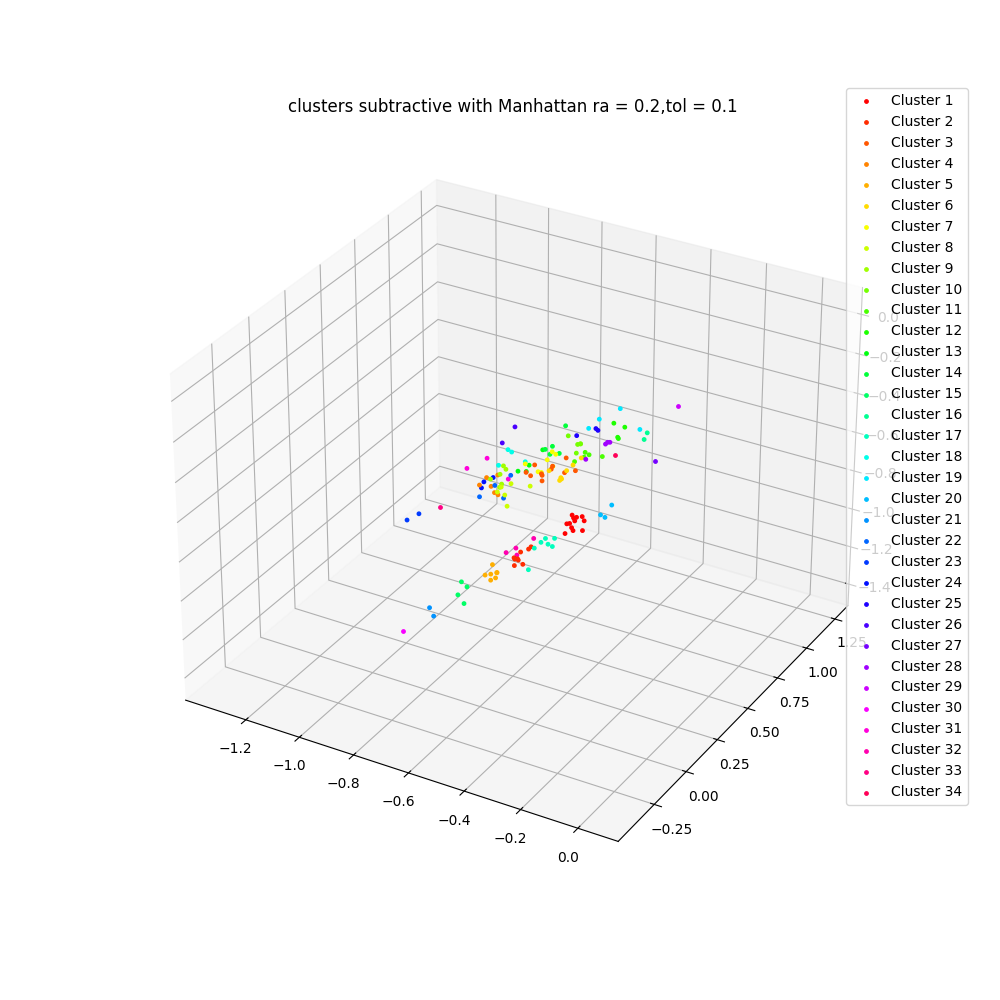 clusters subtractive with Manhattan ra = 0.2,tol = 0.1
Cluster 1
Cluster 2
Cluster 3
Cluster 4
Cluster 5
Cluster 6
Cluster 7
Cluster 8
Cluster 9
Cluster 10
Cluster 11
Cluster 12
Cluster 13
Cluster 14
Cluster 15
Cluster 16
Cluster 17
Cluster 18
Cluster 19
Cluster 20
Cluster 21
Cluster 22
Cluster 23
Cluster 24
Cluster 25
Cluster 26
Cluster 27
Cluster 28
Cluster 29
Cluster 30
Cluster 31
Cluster 32
Cluster 33
Cluster 34
0.0
−0.2
−0.6
−0.8
−1.0
−1.2
−1.4
1.25
1.00
0.75
0.50
0.25
0.00
−0.25
−1.2
−1.0
−0.8
−0.6
−0.4
−0.2
0.0